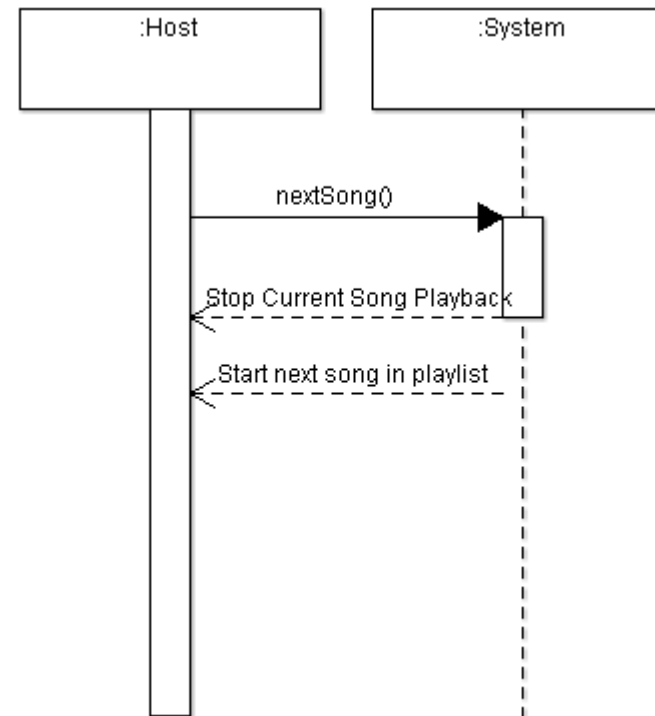 :Host
:System
nextSong()
Stop Current Song Playback
Start next song in playlist